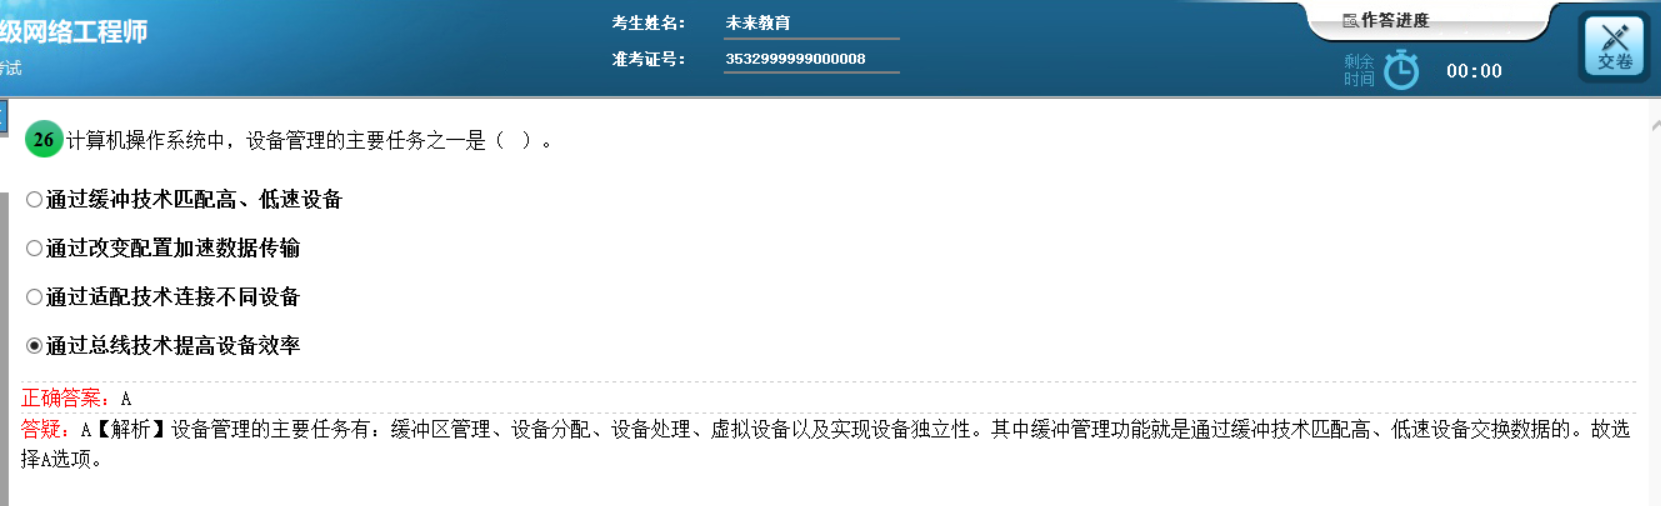 级网络工程师
考试
考生姓名：
未来教育
准考证号：
3532999999000008
作答进度
剩余
时间
00:00
交卷
26 计算机操作系统中，设备管理的主要任务之一是（ ）。
通过缓冲技术匹配高、低速设备
通过改变配置加速数据传输
通过适配技术连接不同设备
通过总线技术提高设备效率
正确答案：A
答疑：A【解析】设备管理的主要任务有：缓冲区管理、设备分配、设备处理、虚拟设备以及实现设备独立性。其中缓冲管理功能就是通过缓冲技术匹配高、低速设备交换数据的。故选
择A选项。